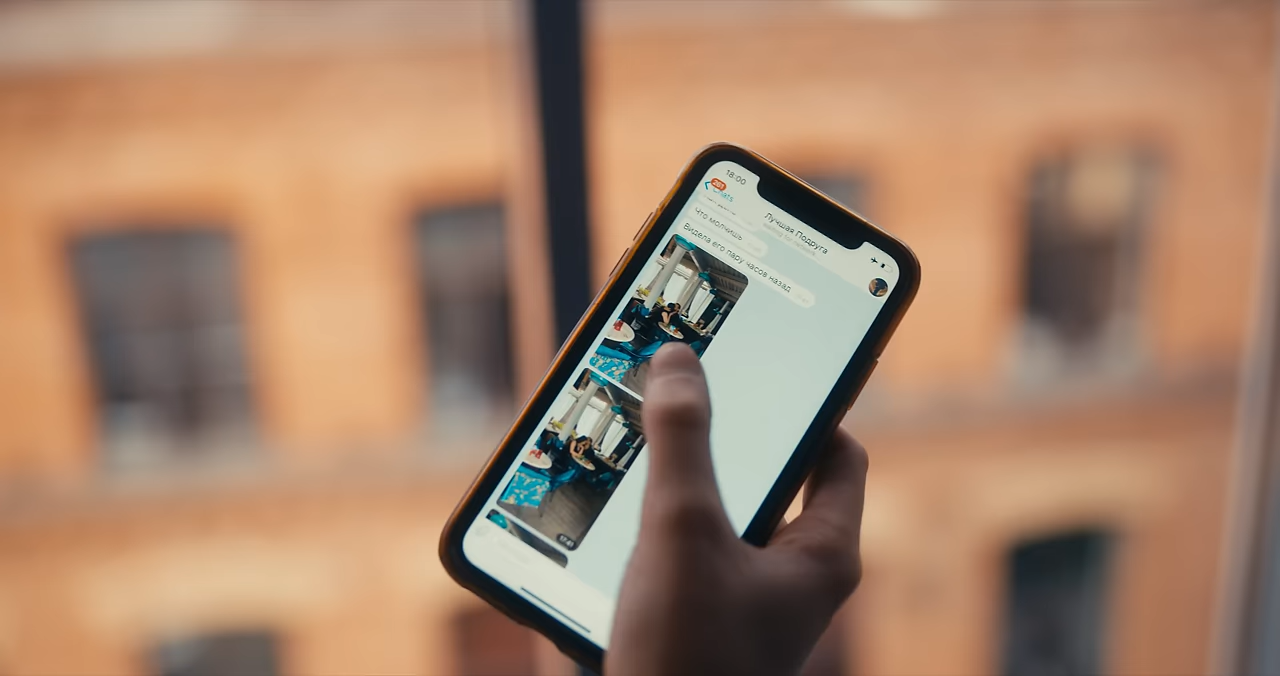 18:00
Chats
Лучшая Подруга
Что молчишь
Видела его пару часов назад